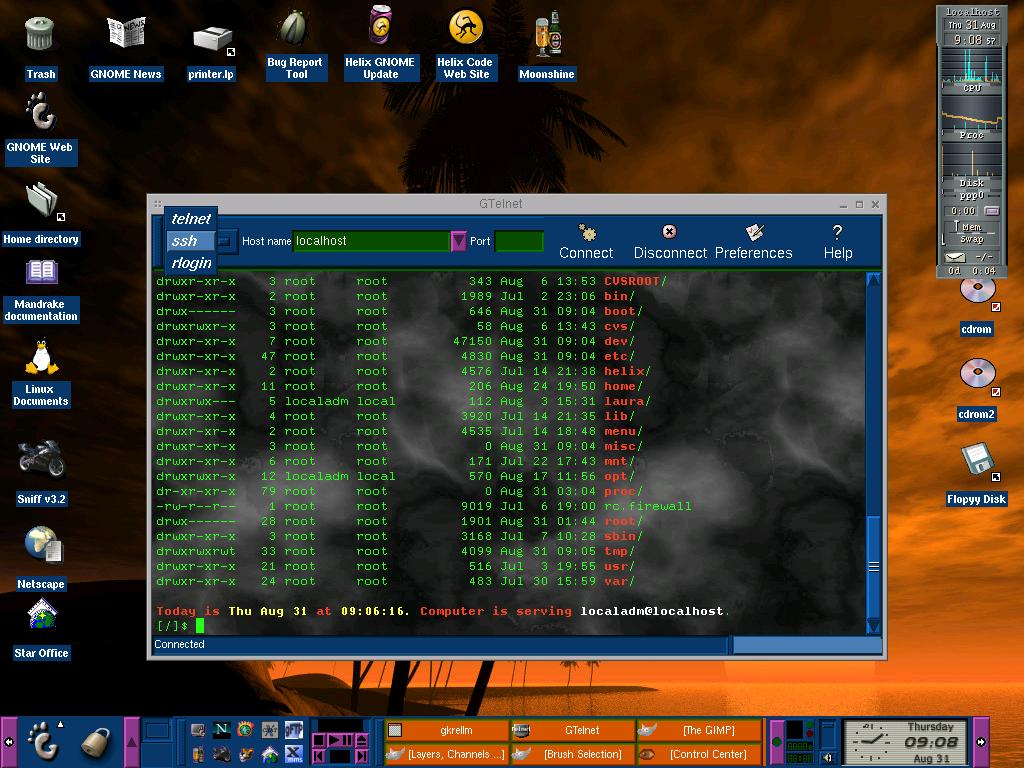 Trash
GNOME News
printer.lp
Bug Report
Tool
Helix GNOME
Update
Helix Code
Web Site
Moonshine
GNOME Web
Site
Home directory
Mandrake
documentation
Linux
Documents
Sniff v3.2
Netscape
Star Office
localhost
Thu 31 Aug
9:08 57
CPU
Proc
Disk
ppp0
0:00
Mem
Swap
-/-
0d 0:04
cdrom
cdrom2
Flopyy Disk
GTelnet
telnet
ssh
rlogin
Host name localhost Port
Connect Disconnect Preferences Help
drwxr-xr-x 3 root root 343 Aug 6 13:53 CVSROOT/
drwxr-xr-x 2 root root 1989 Jul 2 23:06 bin/
drwx------ 3 root root 646 Aug 31 09:04 boot/
drwxrwxr-x 3 root root 58 Aug 6 13:43 cvs/
drwxr-xr-x 7 root root 47150 Aug 31 09:04 dev/
drwxr-xr-x 47 root root 4830 Aug 31 09:04 etc/
drwxr-xr-x 2 root root 4576 Jul 14 21:38 helix/
drwxr-xr-x 11 root root 206 Aug 24 19:50 home/
drwxrwx--- 5 localadm local 112 Aug 3 15:31 laura/
drwxr-xr-x 4 root root 3920 Jul 14 21:35 lib/
drwxr-xr-x 2 root root 4535 Jul 14 18:48 menu/
drwxr-xr-x 3 root root 0 Aug 31 09:04 misc/
drwxr-xr-x 6 root root 171 Jul 22 17:43 mnt/
drwxrwxr-x 12 localadm local 570 Aug 17 11:56 opt/
dr-xr-xr-x 79 root root 0 Aug 31 03:04 proc/
-rw-r--r-- 1 root root 9019 Jul 6 19:00 rc.firewall
drwx------ 28 root root 1901 Aug 31 01:44 root/
drwxr-xr-x 3 root root 3168 Jul 7 10:28 sbin/
drwxrwxrwt 33 root root 4099 Aug 31 09:05 tmp/
drwxr-xr-x 21 root root 516 Jul 3 19:55 usr/
drwxr-xr-x 24 root root 483 Jul 30 15:59 var/
Today is Thu Aug 31 at 09:06:16. Computer is serving localadm@localhost.
[/]$
Connected
gkrellm GTelnet [The GIMP]
[Layers, Channels ...] [Brush Selection] [Control Center]
Thursday
09:08
Aug 31